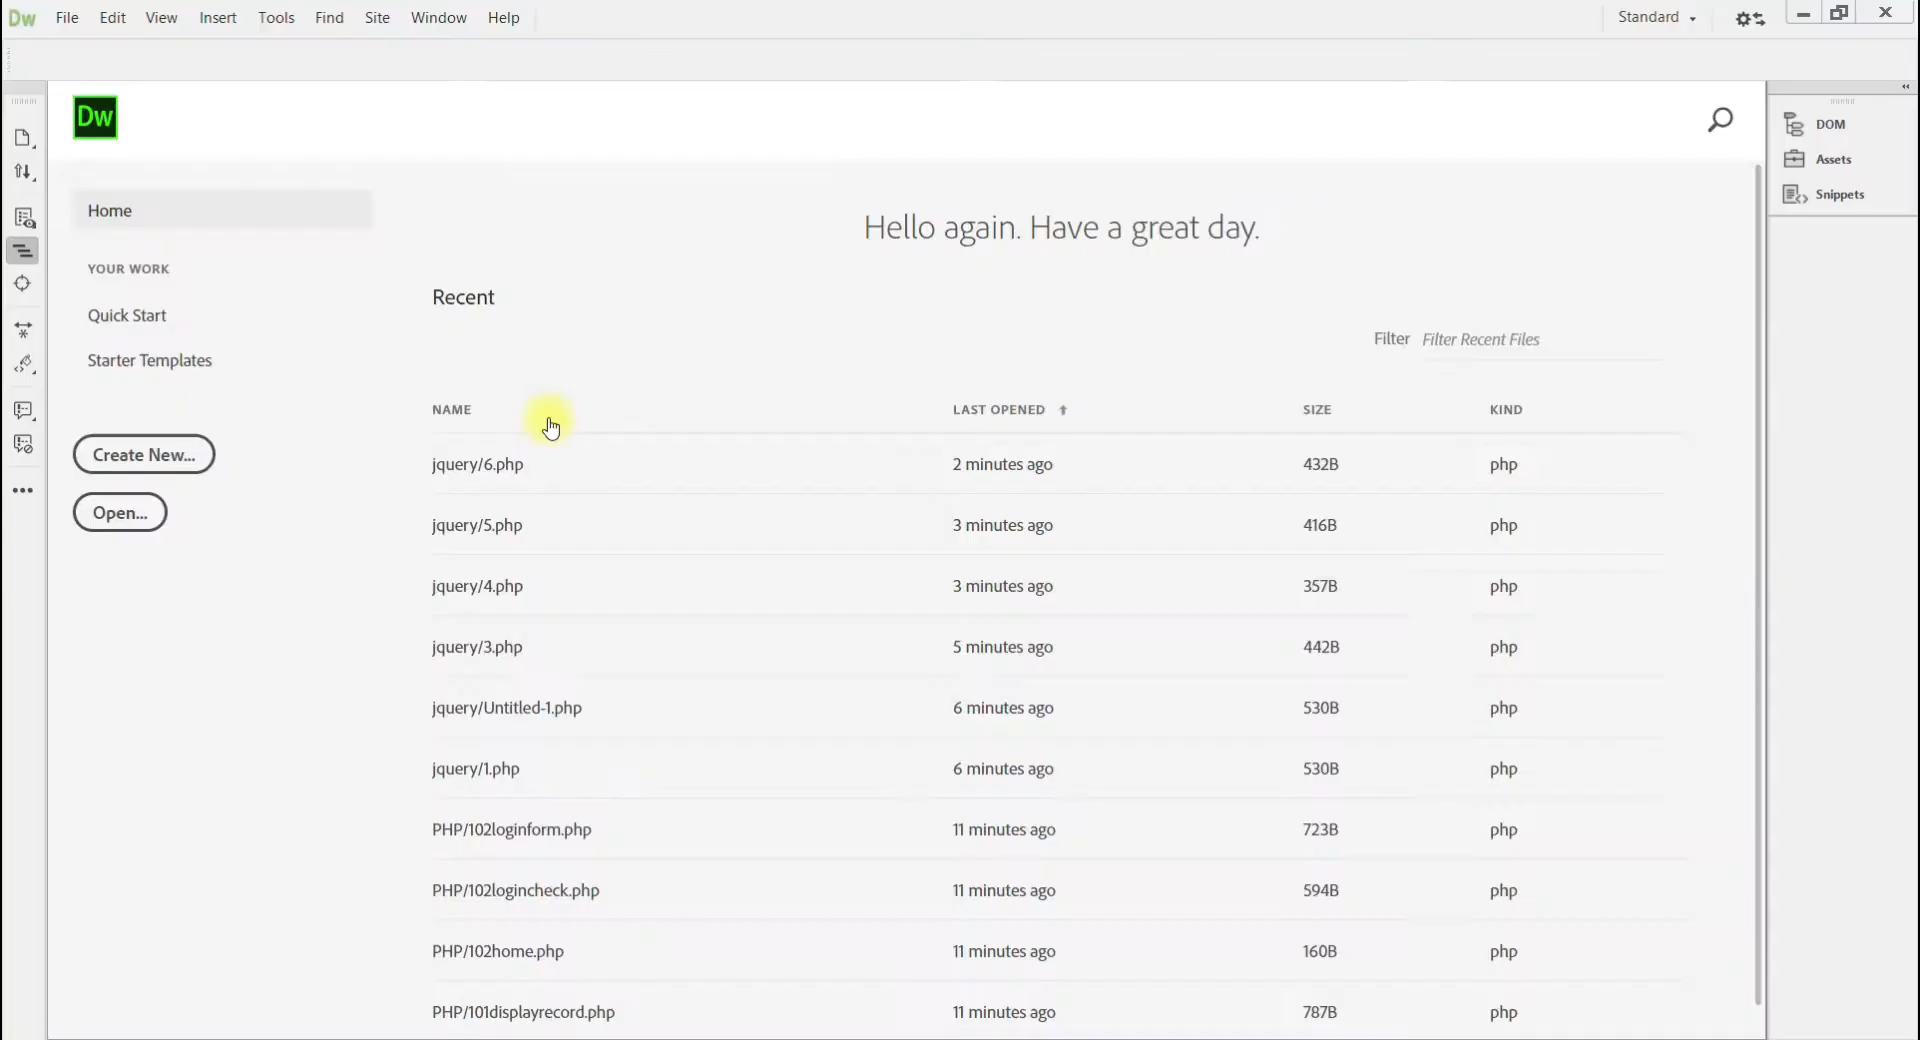 Dw File Edit View Insert Tools Find Site Window Help Standard
Dw
DOM
Assets
Snippets
Home
YOUR WORK
Quick Start
Starter Templates
Create New...
Open...
Hello again. Have a great day.
Recent
Filter Filter Recent Files
NAME LAST OPENED SIZE KIND
jquery/6.php 2 minutes ago 432B php
jquery/5.php 3 minutes ago 416B php
jquery/4.php 3 minutes ago 357B php
jquery/3.php 5 minutes ago 442B php
jquery/Untitled-1.php 6 minutes ago 530B php
jquery/1.php 6 minutes ago 530B php
PHP/102loginform.php 11 minutes ago 723B php
PHP/102logincheck.php 11 minutes ago 594B php
PHP/102home.php 11 minutes ago 160B php
PHP/101displayrecord.php 11 minutes ago 787B php